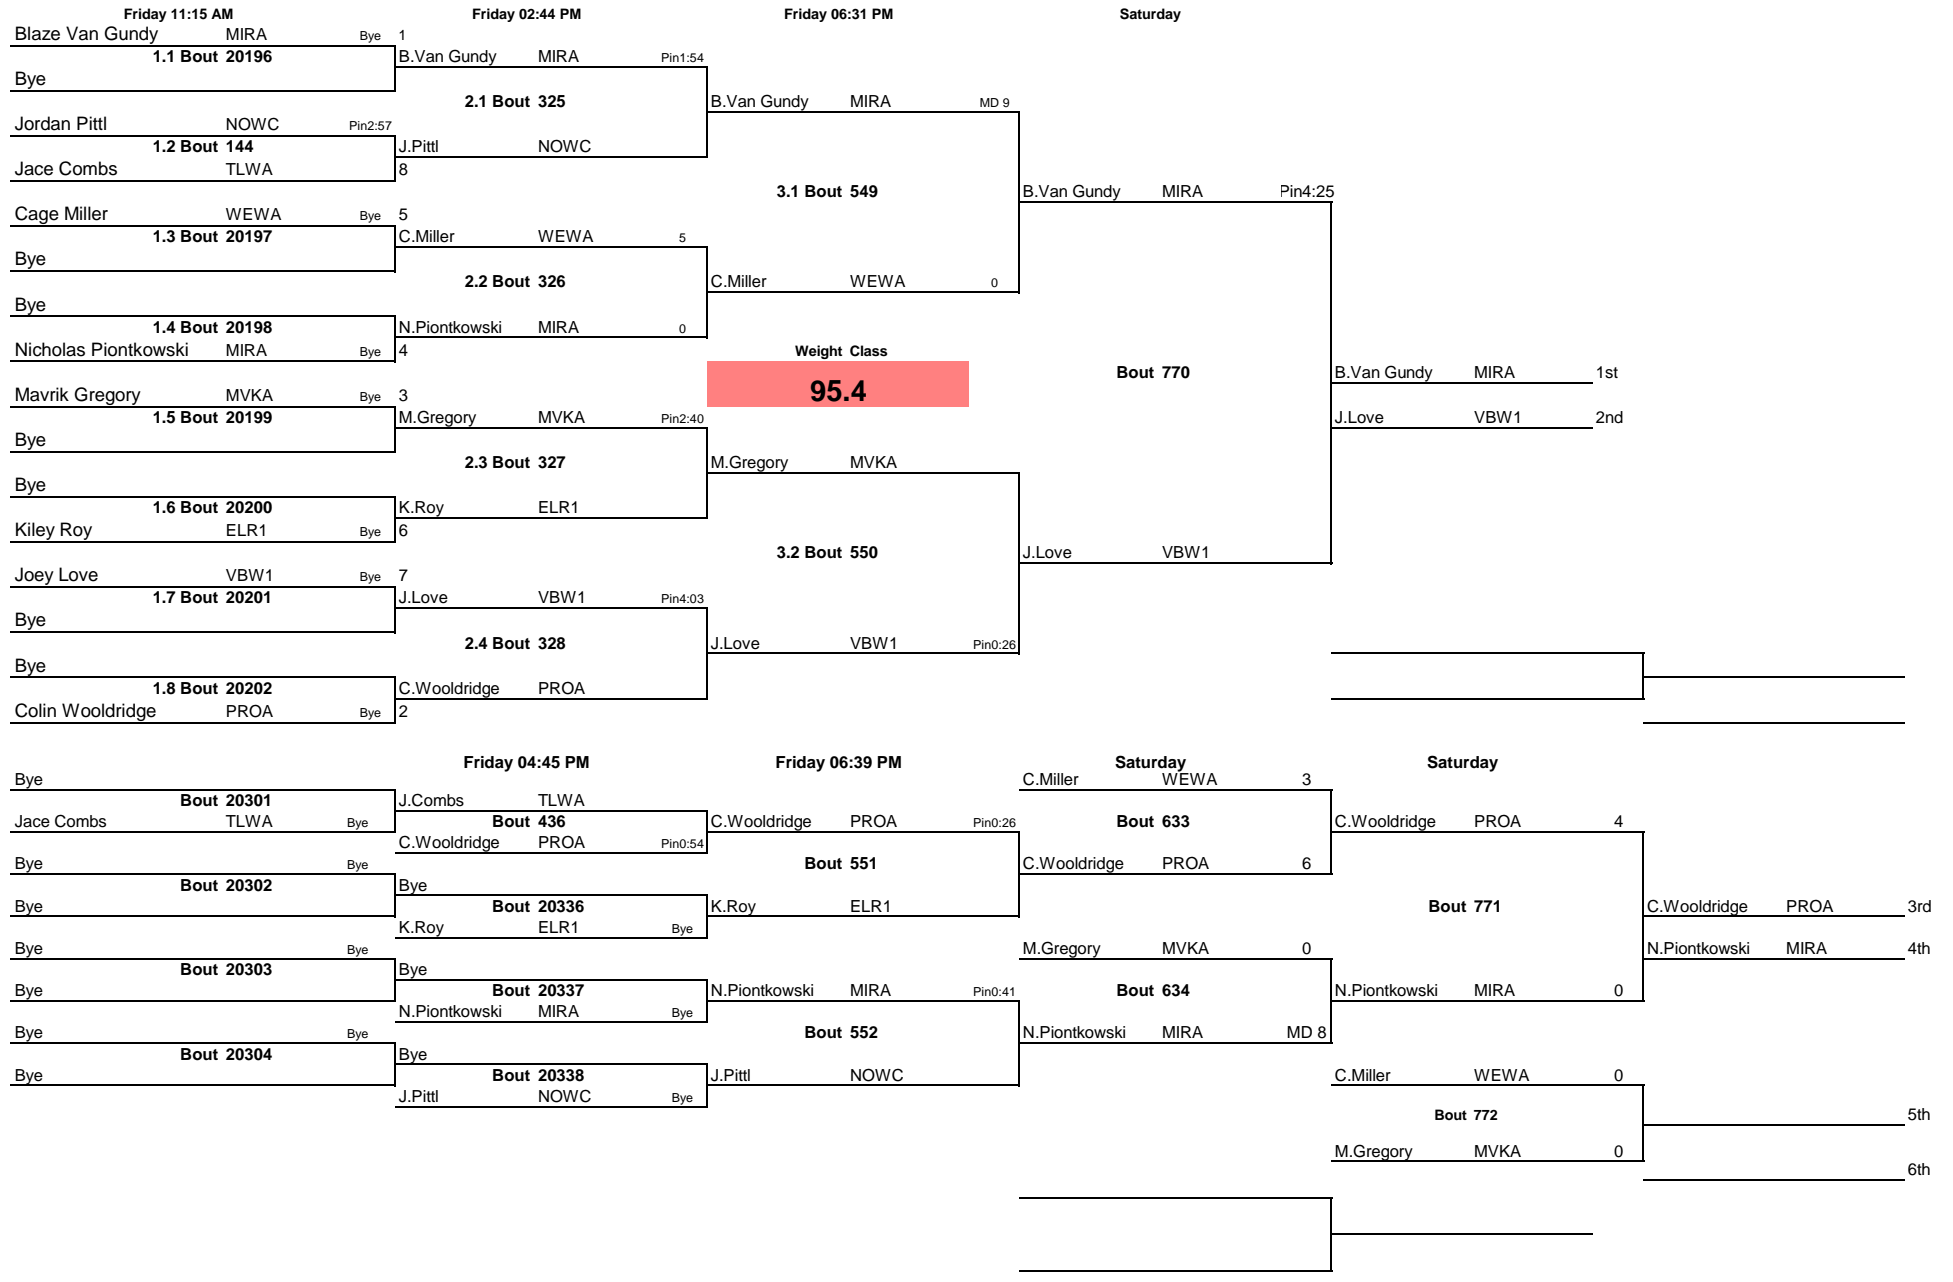 Friday 11:15 AM Friday 02:44 PM Friday 06:31 PM Saturday
Blaze Van Gundy MIRA Bye 1
1.1 Bout 20196 B.Van Gundy MIRA Pin1:54
Bye
2.1 Bout 325 B.Van Gundy MIRA MD 9
Jordan Pittl NOWC Pin2:57
1.2 Bout 144 J.Pittl NOWC
Jace Combs TLWA 8
3.1 Bout 549 B.Van Gundy MIRA Pin4:25
Cage Miller WEWA Bye 5
1.3 Bout 20197 C.Miller WEWA 5
Bye
2.2 Bout 326 C.Miller WEWA 0
Bye
1.4 Bout 20198 N.Piontkowski MIRA 0
Nicholas Piontkowski MIRA Bye 4 Weight Class
Bout 770 B.Van Gundy MIRA 1st
95.4
Mavrik Gregory MVKA Bye 3
1.5 Bout 20199 M.Gregory MVKA Pin2:40 J.Love VBW1 2nd
Bye
2.3 Bout 327 M.Gregory MVKA
Bye
1.6 Bout 20200 K.Roy ELR1
Kiley Roy ELR1 Bye 6
3.2 Bout 550 J.Love VBW1
Joey Love VBW1 Bye 7
1.7 Bout 20201 J.Love VBW1 Pin4:03
Bye
2.4 Bout 328 J.Love VBW1 Pin0:26
Bye
1.8 Bout 20202 C.Wooldridge PROA
Colin Wooldridge PROA Bye 2
Friday 04:45 PM Friday 06:39 PM Saturday Saturday
Bye C.Miller WEWA 3
Bout 20301 J.Combs TLWA
Jace Combs TLWA Bye Bout 436 C.Wooldridge PROA Pin0:26 Bout 633 C.Wooldridge PROA 4
C.Wooldridge PROA Pin0:54
Bye Bye Bout 551 C.Wooldridge PROA 6
Bout 20302 Bye
Bye Bout 20336 K.Roy ELR1 Bout 771 C.Wooldridge PROA 3rd
K.Roy ELR1 Bye
Bye Bye M.Gregory MVKA 0 N.Piontkowski MIRA 4th
Bout 20303 Bye
Bye Bout 20337 N.Piontkowski MIRA Pin0:41 Bout 634 N.Piontkowski MIRA 0
N.Piontkowski MIRA Bye
Bye Bye Bout 552 N.Piontkowski MIRA MD 8
Bout 20304 Bye
Bye Bout 20338 J.Pittl NOWC C.Miller WEWA 0
J.Pittl NOWC Bye
Bout 772 5th
M.Gregory MVKA 0
6th